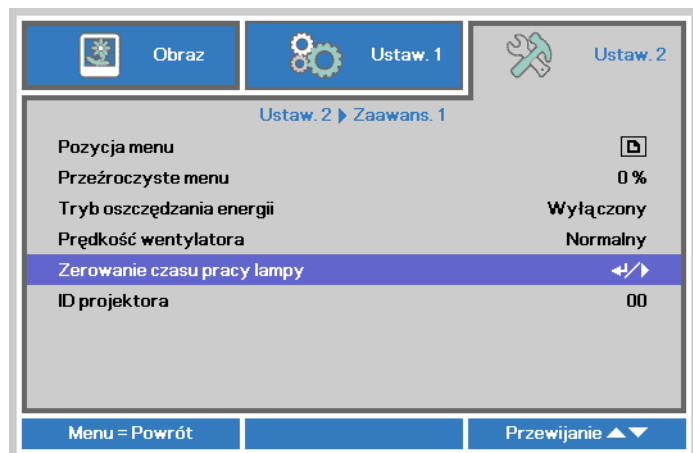 Obraz
Ustaw. 1
Ustaw. 2
Ustaw. 2 Zaawans. 1
Pozycja menu
Przeźroczyste menu 0 %
Tryb oszczędzania energii Wyłączony
Prędkość wentylatora Normalny
Zerowanie czasu pracy lampy
ID projektora 00
Menu = Powrót Przewijanie